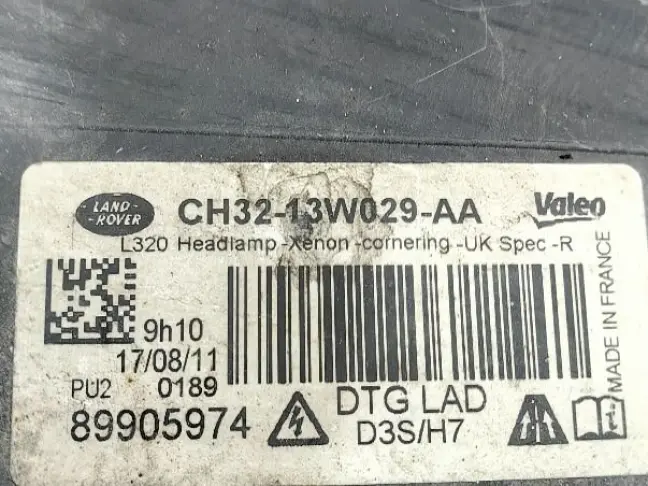 LAND-
ROVER
CH32-13W029-AA
Valeo
L320 Headlamp -Xenon -cornering -UK Spec -R
9h10
17/08/11
PU2 0189
89905974
DTG LAD
D3S/H7
MADE IN FRANCE